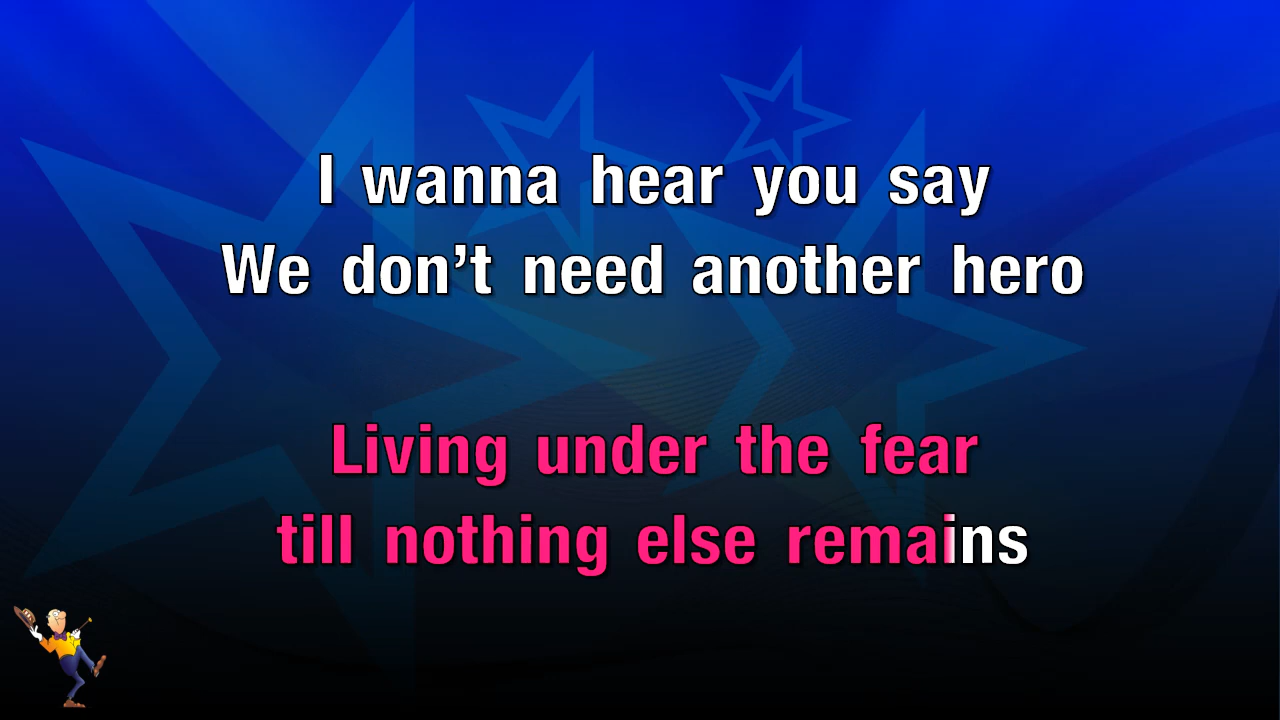 I wanna hear you say
We don’t need another hero
Living under the fear
till nothing else remains